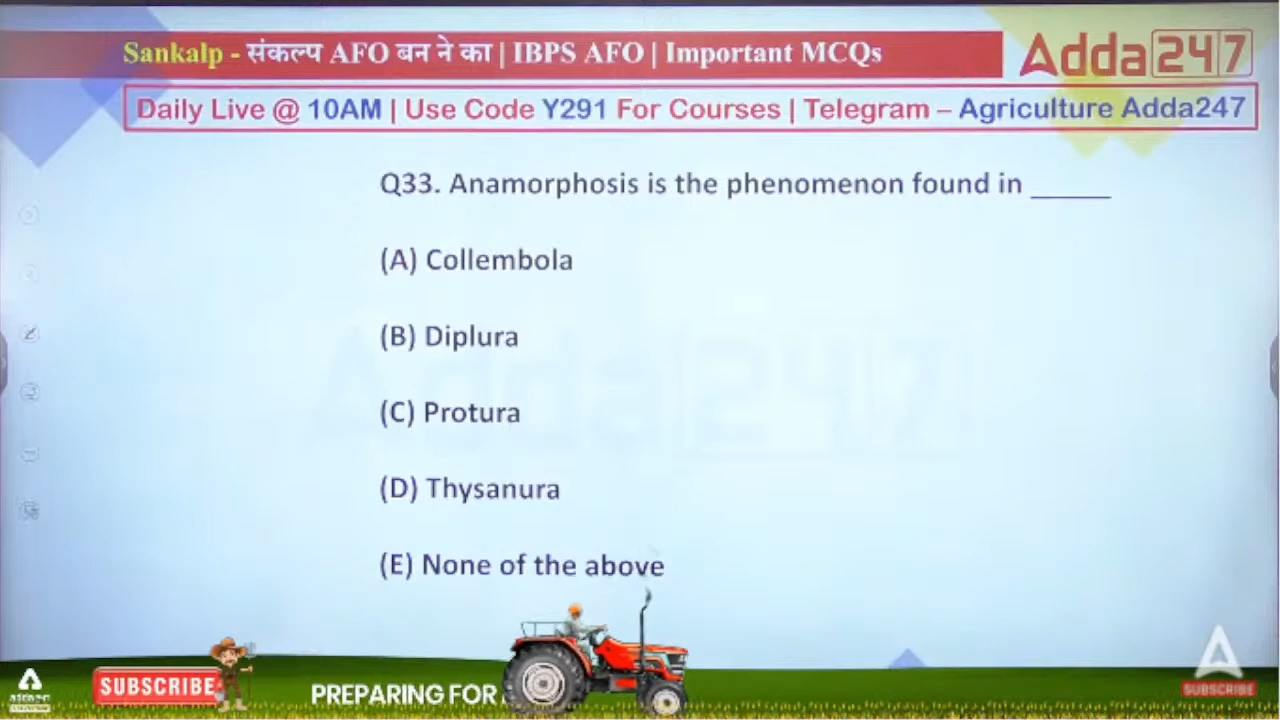 Sankalp - संकल्प AFO बन ने का | IBPS AFO | Important MCQs
Adda247
Daily Live @ 10AM | Use Code Y291 For Courses | Telegram – Agriculture Adda247
Q33. Anamorphosis is the phenomenon found in _____
(A) Collembola
(B) Diplura
(C) Protura
(D) Thysanura
(E) None of the above
Adda247
SUBSCRIBE
PREPARING FOR
SUBSCRIBE